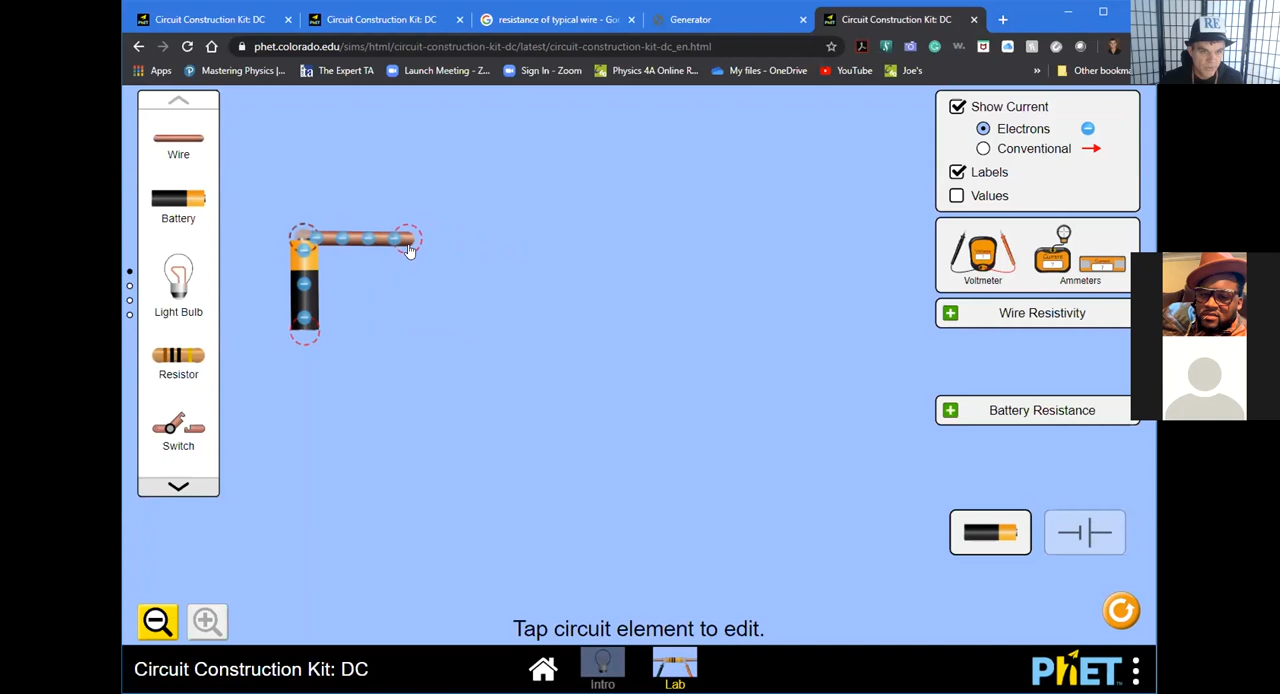 Circuit Construction Kit: DC
Circuit Construction Kit: DC
resistance of typical wire - Goo
Generator
Circuit Construction Kit: DC
phet.colorado.edu/sims/html/circuit-construction-kit-dc/latest/circuit-construction-kit-dc_en.html
Apps
Mastering Physics |...
The Expert TA
Launch Meeting - Z...
Sign In - Zoom
Physics 4A Online R...
My files - OneDrive
YouTube
Joe's
»
Other bookma
RE
Wire
Battery
Light Bulb
Resistor
Switch
Show Current
Electrons
Conventional
Labels
Values
Voltmeter
Ammeters
Wire Resistivity
Battery Resistance
Tap circuit element to edit.
Circuit Construction Kit: DC
Intro
Lab
PhET